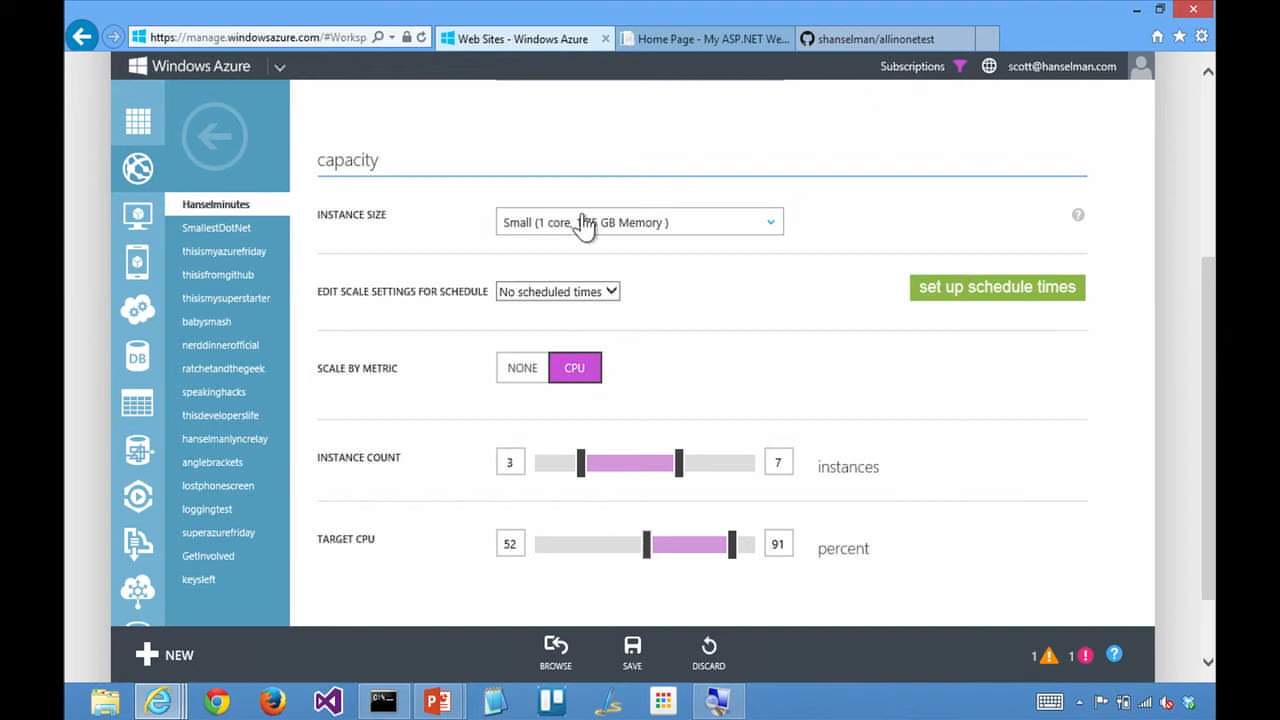 https://manage.windowsazure.com/#Worksp
Web Sites - Windows Azure
Home Page - My ASP.NET We...
shanselman/allinonetest
Windows Azure
Subscriptions
scott@hanselman.com
capacity
Hanselminutes
SmallestDotNet
thisismyazurefriday
thisisfromgithub
thisismysuperstarter
babysmash
nerddinnerofficial
ratchetandthegeek
speakinghacks
thisdeveloperslife
hanselmanlyncrelay
anglebrackets
lostphonescreen
loggingtest
superazurefriday
GetInvolved
keysleft
INSTANCE SIZE
Small (1 core, GB Memory )
EDIT SCALE SETTINGS FOR SCHEDULE
No scheduled times
set up schedule times
SCALE BY METRIC
NONE
CPU
INSTANCE COUNT
3
7
instances
TARGET CPU
52
91
percent
DB
NEW
BROWSE
SAVE
DISCARD
1
1